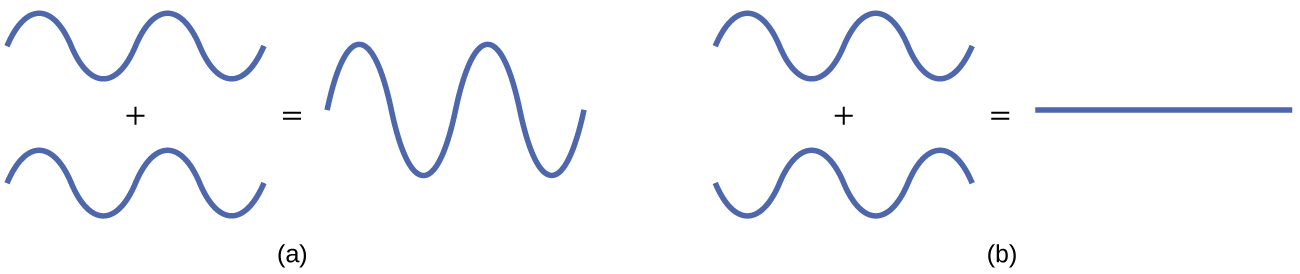 + = + =
(a) (b)